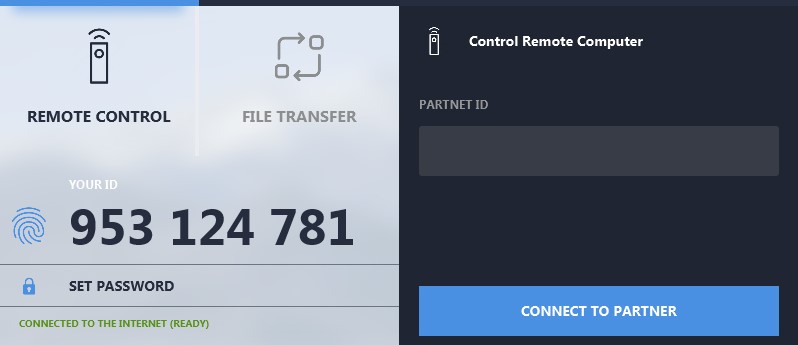 REMOTE CONTROL
FILE TRANSFER
YOUR ID
953 124 781
SET PASSWORD
CONNECTED TO THE INTERNET (READY)
Control Remote Computer
PARTNET ID
CONNECT TO PARTNER